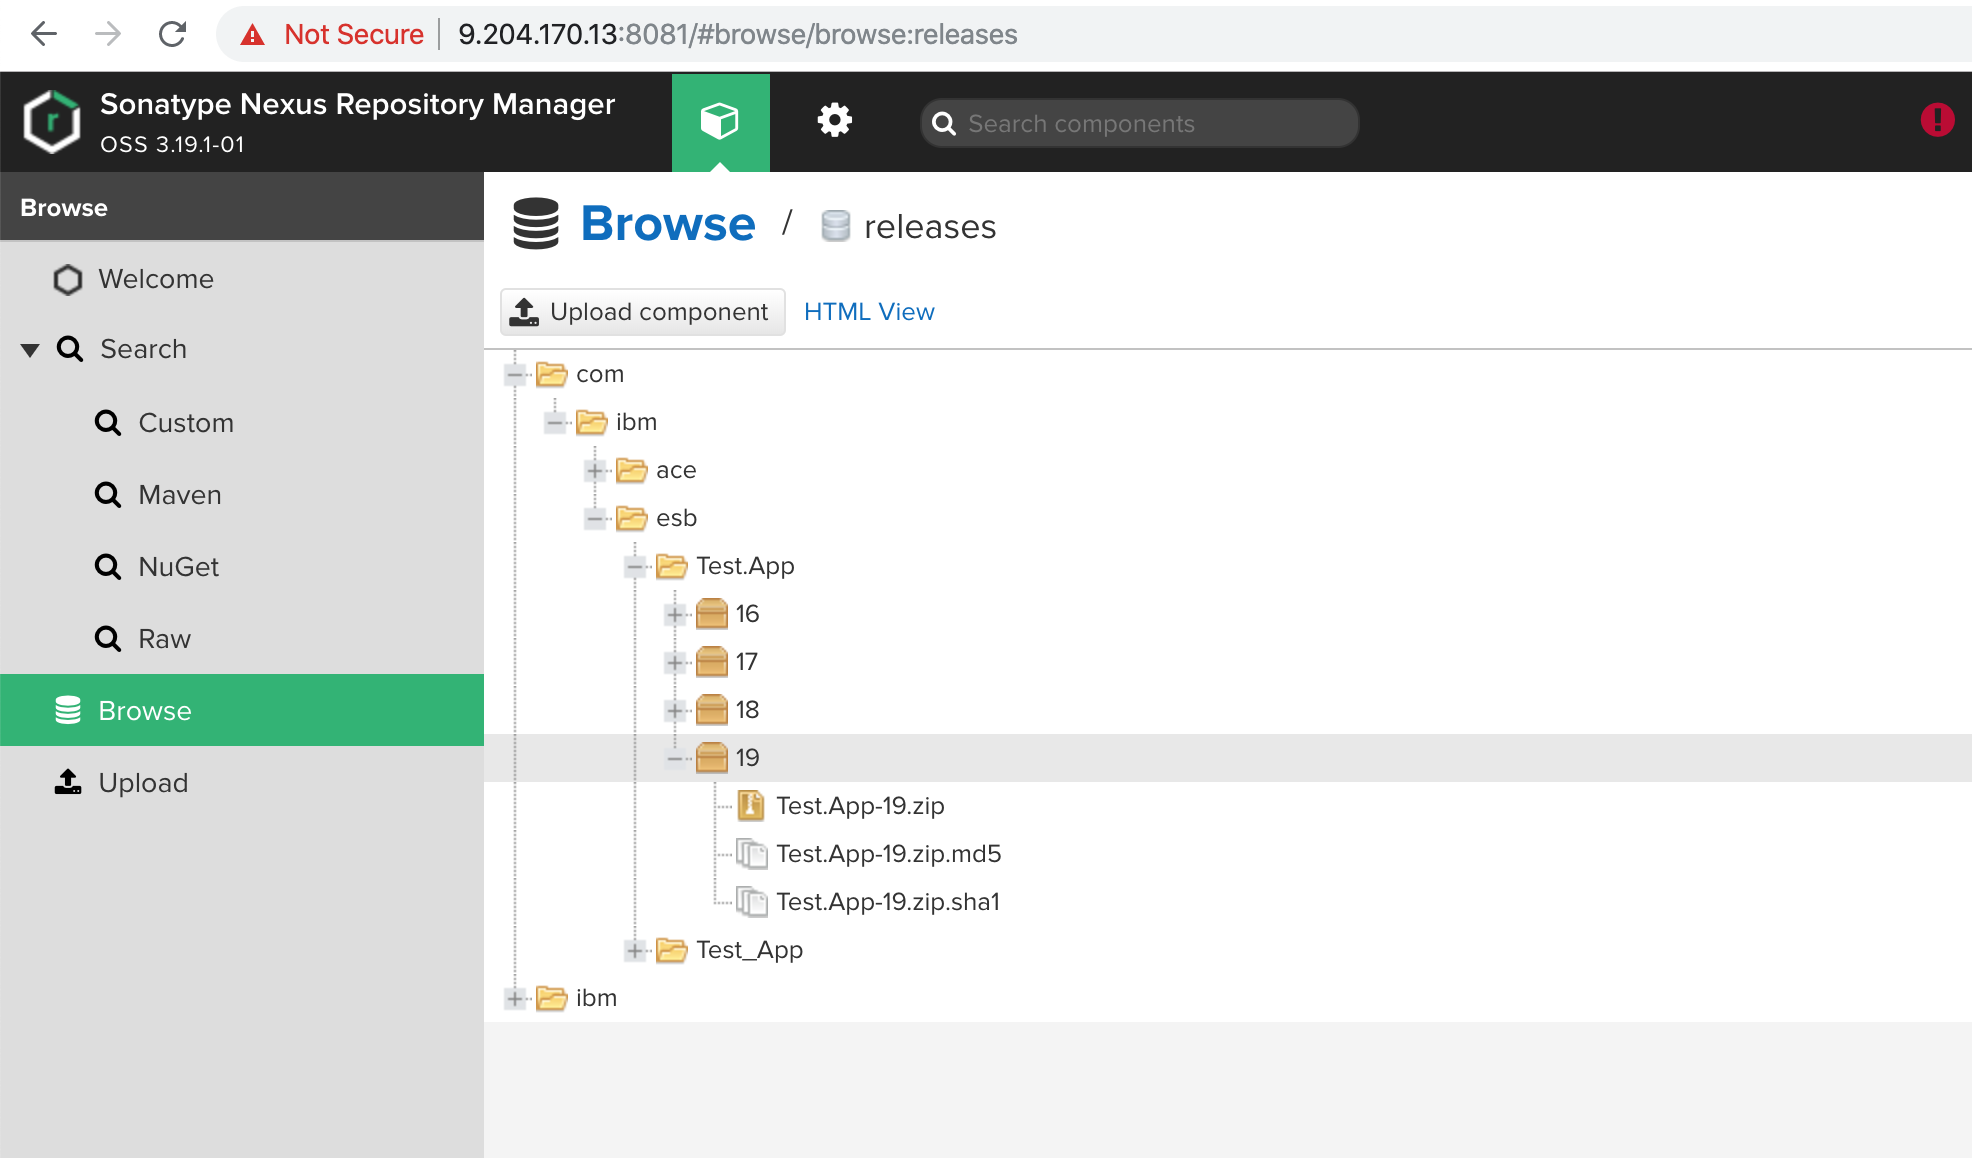 Not Secure 9.204.170.13:8081/#browse/browse:releases
Sonatype Nexus Repository Manager
OSS 3.19.1-01
Search components
Browse
Welcome
Search
Custom
Maven
NuGet
Raw
Browse
Upload
Browse / releases
Upload component HTML View
com
ibm
ace
esb
Test.App
16
17
18
19
Test.App-19.zip
Test.App-19.zip.md5
Test.App-19.zip.sha1
Test_App
ibm